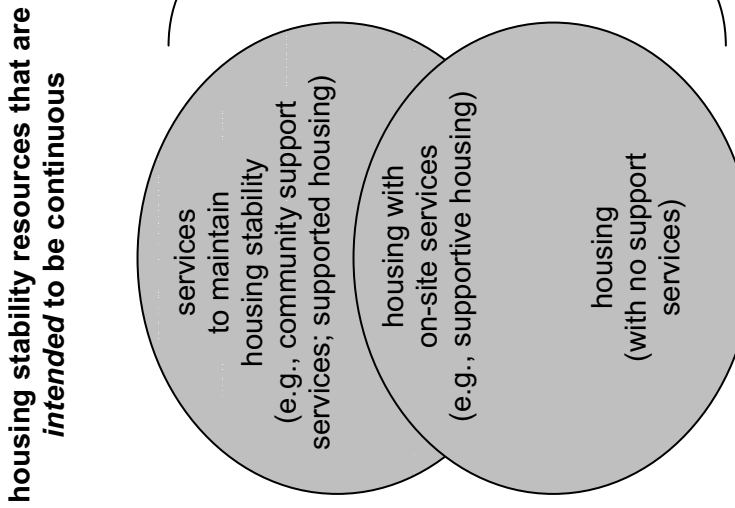 housing stability resources that are
intended to be continuous
services
to maintain
housing stability
(e.g., community support
services; supported housing)
housing with
on-site services
(e.g., supportive housing)
housing
(with no support
services)